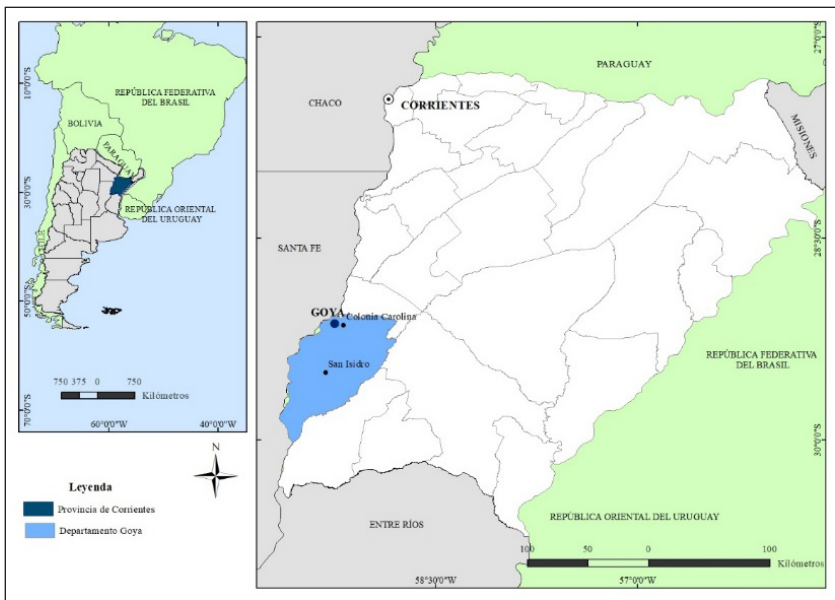 10°0'0"S
30°0'0"S
50°0'0"S
70°0'0"S
REPÚBLICA FEDERATIVA
DEL BRASIL
BOLIVIA
PARAGUAY
REPÚBLICA ORIENTAL
DEL URUGUAY
CHILE
750 375 0 750
Kilómetros
60°0'0"W
40°0'0"W
N
Leyenda
Provincia de Corrientes
Departamento Goya
PARAGUAY
CHACO
CORRIENTES
MISIONES
SANTA FE
GOYA
Colonia Carolina
San Isidro
REPÚBLICA FEDERATIVA
DEL BRASIL
ENTRE RÍOS
REPÚBLICA ORIENTAL DEL URUGUAY
100 50 0 100
Kilómetros
27°0'0"S
28°30'0"S
30°0'0"S
58°30'0"W
57°0'0"W